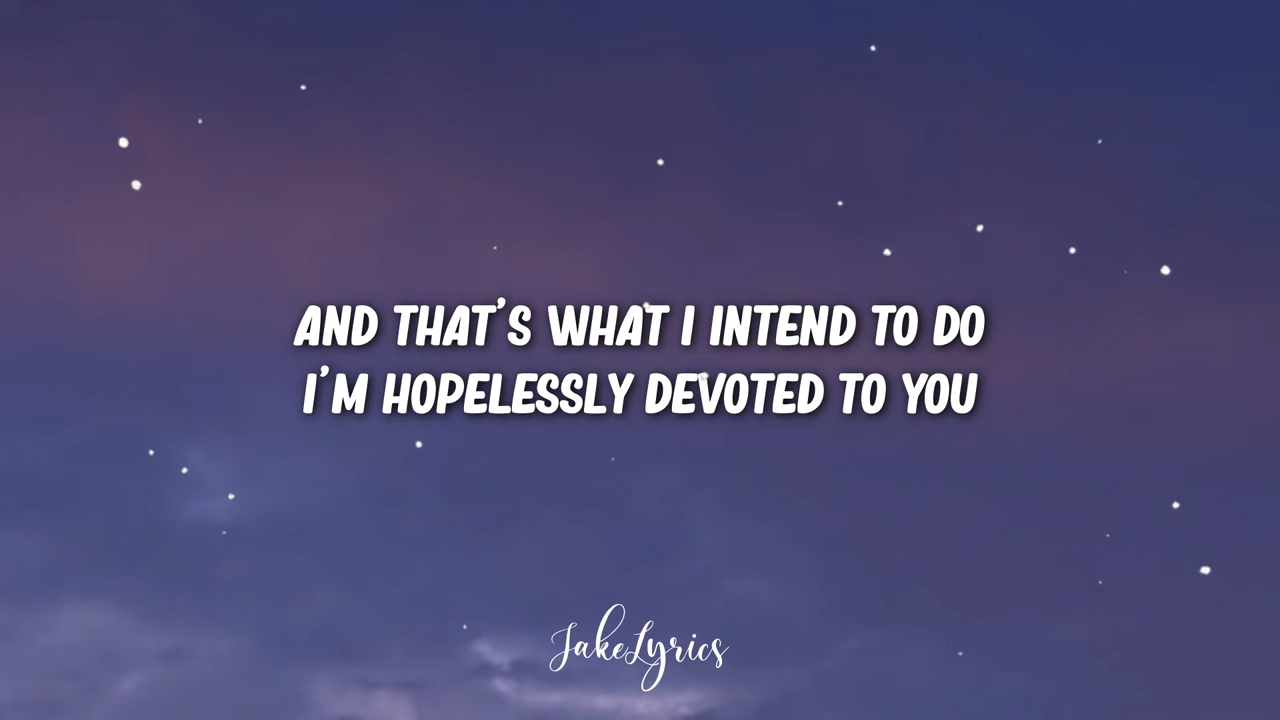 AND THAT'S WHAT I INTEND TO DO
I'M HOPELESSLY DEVOTED TO YOU
JakeLyrics